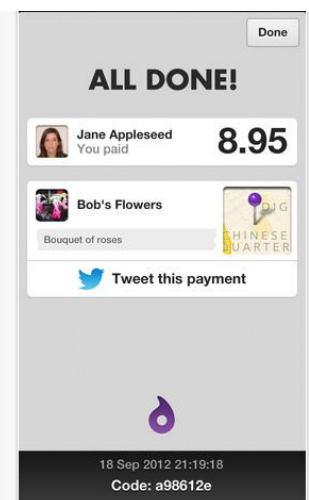 Done
ALL DONE!
Jane Appleseed
You paid
8.95
Bob's Flowers
Bouquet of roses
DIG
CHINESE
QUARTER
Tweet this payment
18 Sep 2012 21:19:18
Code: a98612e